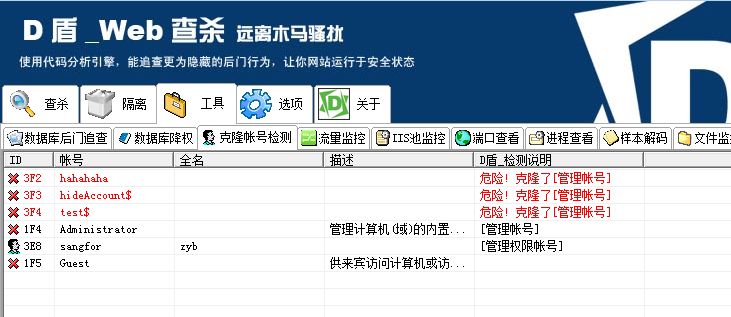 D 盾 _Web 查杀 远离木马骚扰
使用代码分析引擎，能追查更为隐藏的后门行为，让你网站运行于安全状态
D
查杀 隔离 工具 选项 D 关于
数据库后门追查 数据库降权 克隆帐号检测 流量监控 IIS池监控 端口查看 进程查看 样本解码 文件监
ID 帐号 全名 描述 D盾_检测说明
3F2 hahahaha 危险! 克隆了[管理帐号]
3F3 hideAccount$ 危险! 克隆了[管理帐号]
3F4 test$ 危险! 克隆了[管理帐号]
1F4 Administrator 管理计算机(域)的内置... [管理帐号]
3E8 sangfor zyb [管理权限帐号]
1F5 Guest 供来宾访问计算机或访...